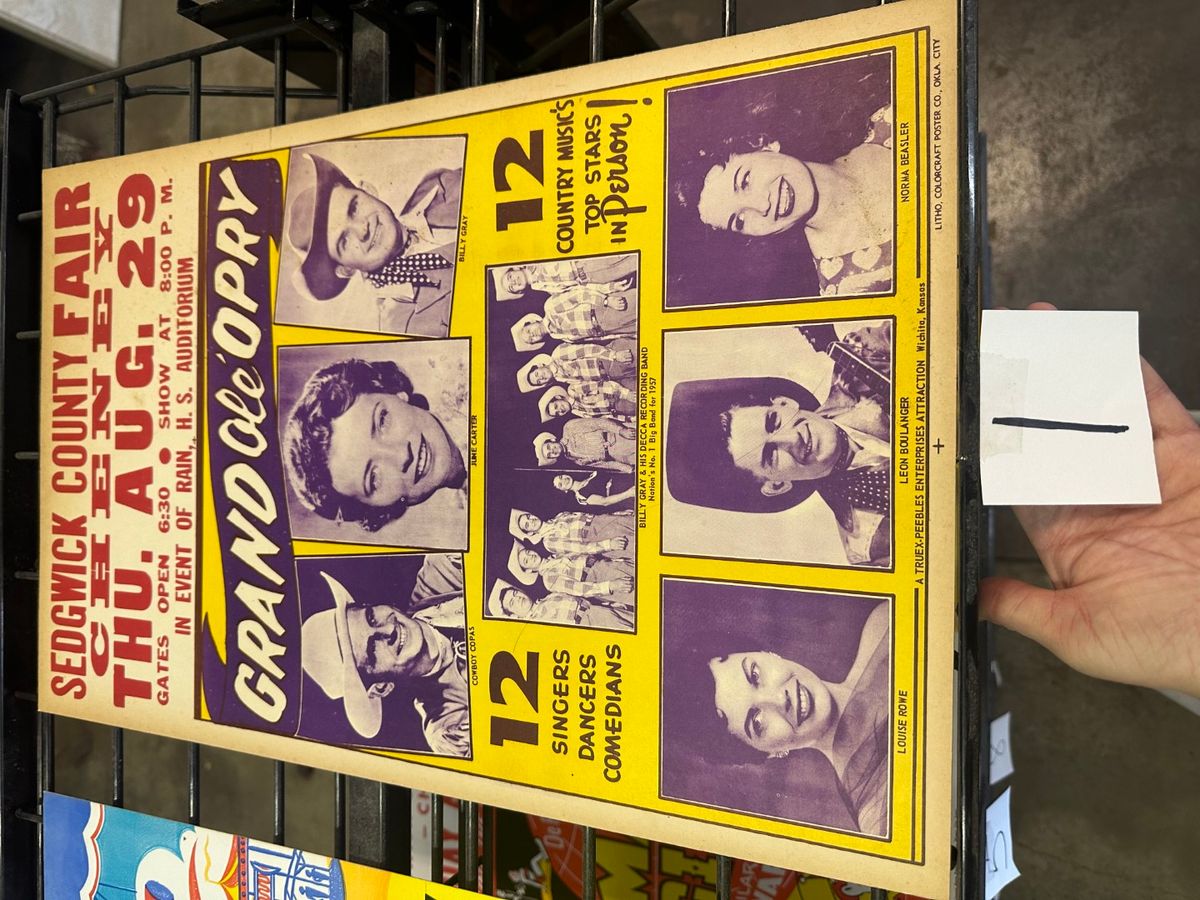 SEDGWICK COUNTY FAIR
CHENEY
THU. AUG. 29
GATES OPEN 6:30 • SHOW AT 8:00 P. M.
IN EVENT OF RAIN, H. S. AUDITORIUM
GRAND Ole' OPRY
COWBOY COPAS
JUNE CARTER
BILLY GRAY
12
SINGERS
DANCERS
COMEDIANS
BILLY GRAY & HIS DECCA RECORDING BAND
Nation's No. 1 Big Band for 1957
12
COUNTRY MUSIC'S
TOP STARS
IN Person!
LOUISE ROWE
LEON BOULANGER
NORMA BEASLER
A TRUEX-PEEBLES ENTERPRISES ATTRACTION Wichita, Kansas
LITHO, COLORCRAFT POSTER CO., OKLA. CITY
1